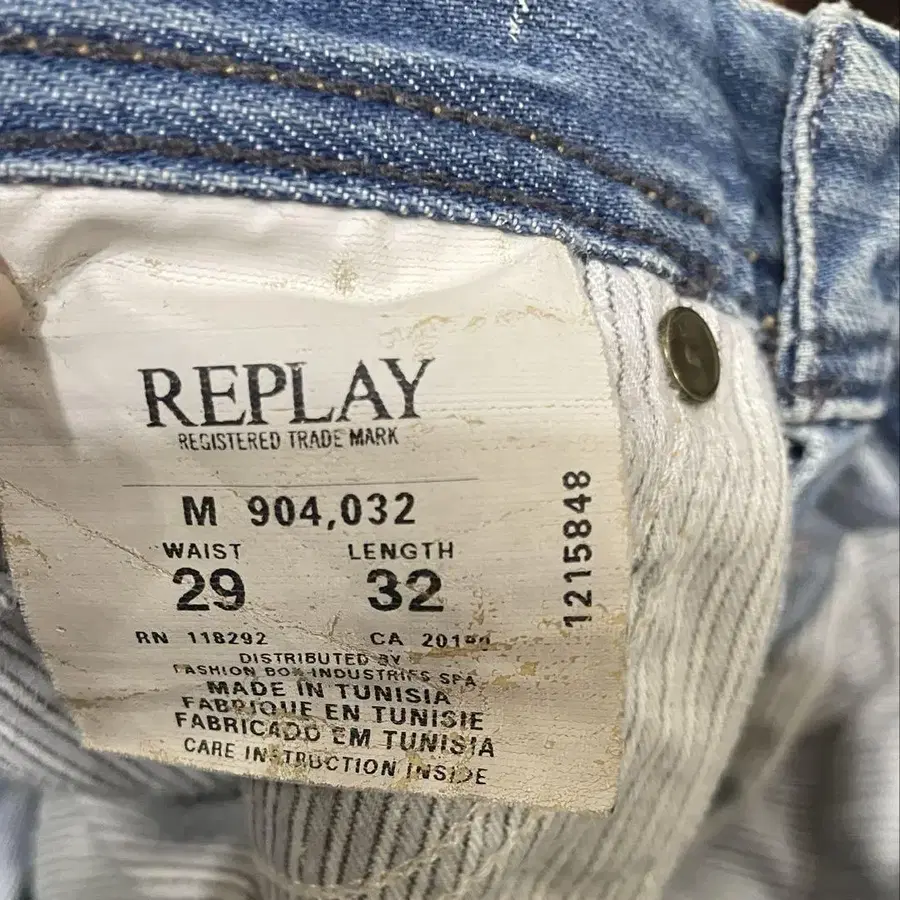 REPLAY
REGISTERED TRADE MARK
M 904,032
WAIST LENGTH
29 32
RN 118292 CA
DISTRIBUTED BY
FASHION BOX INDUSTRIES SPA
MADE IN TUNISIA
FABRIQUE EN TUNISIE
FABRICADO EM TUNISIA
CARE INSTRUCTION INSIDE
1215848